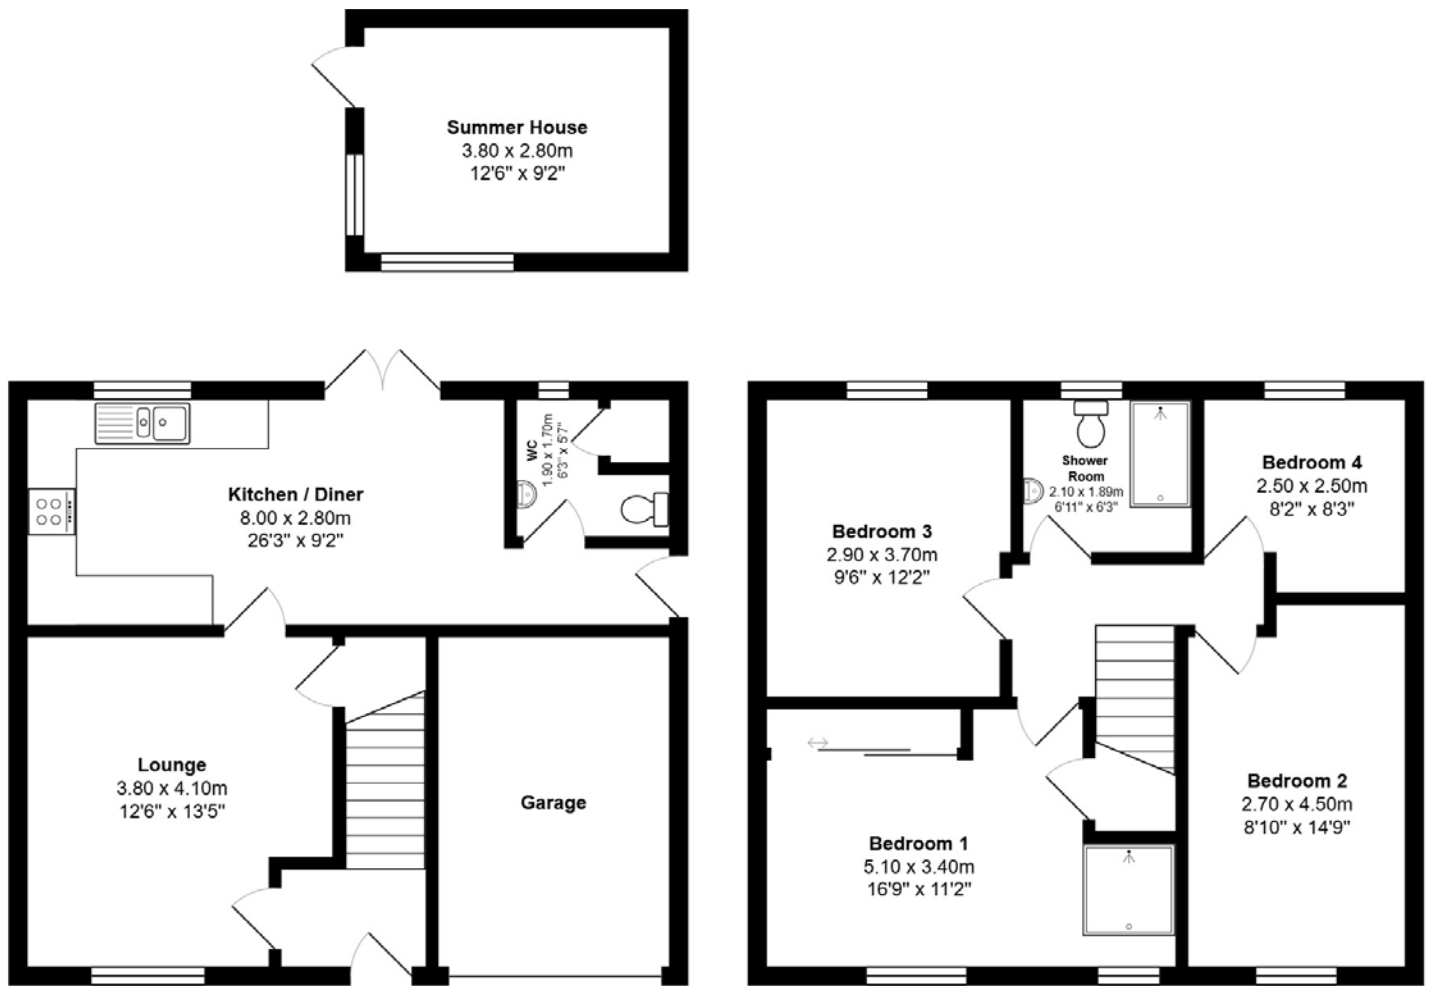 Summer House
3.80 x 2.80m
12'6" x 9'2"
Kitchen / Diner
8.00 x 2.80m
26'3" x 9'2"
WC
1.90 x 1.70m
6'3" x 5'7"
Lounge
3.80 x 4.10m
12'6" x 13'5"
Garage
Bedroom 3
2.90 x 3.70m
9'6" x 12'2"
Shower
Room
2.10 x 1.89m
6'11" x 6'3"
Bedroom 4
2.50 x 2.50m
8'2" x 8'3"
Bedroom 1
5.10 x 3.40m
16'9" x 11'2"
Bedroom 2
2.70 x 4.50m
8'10" x 14'9"